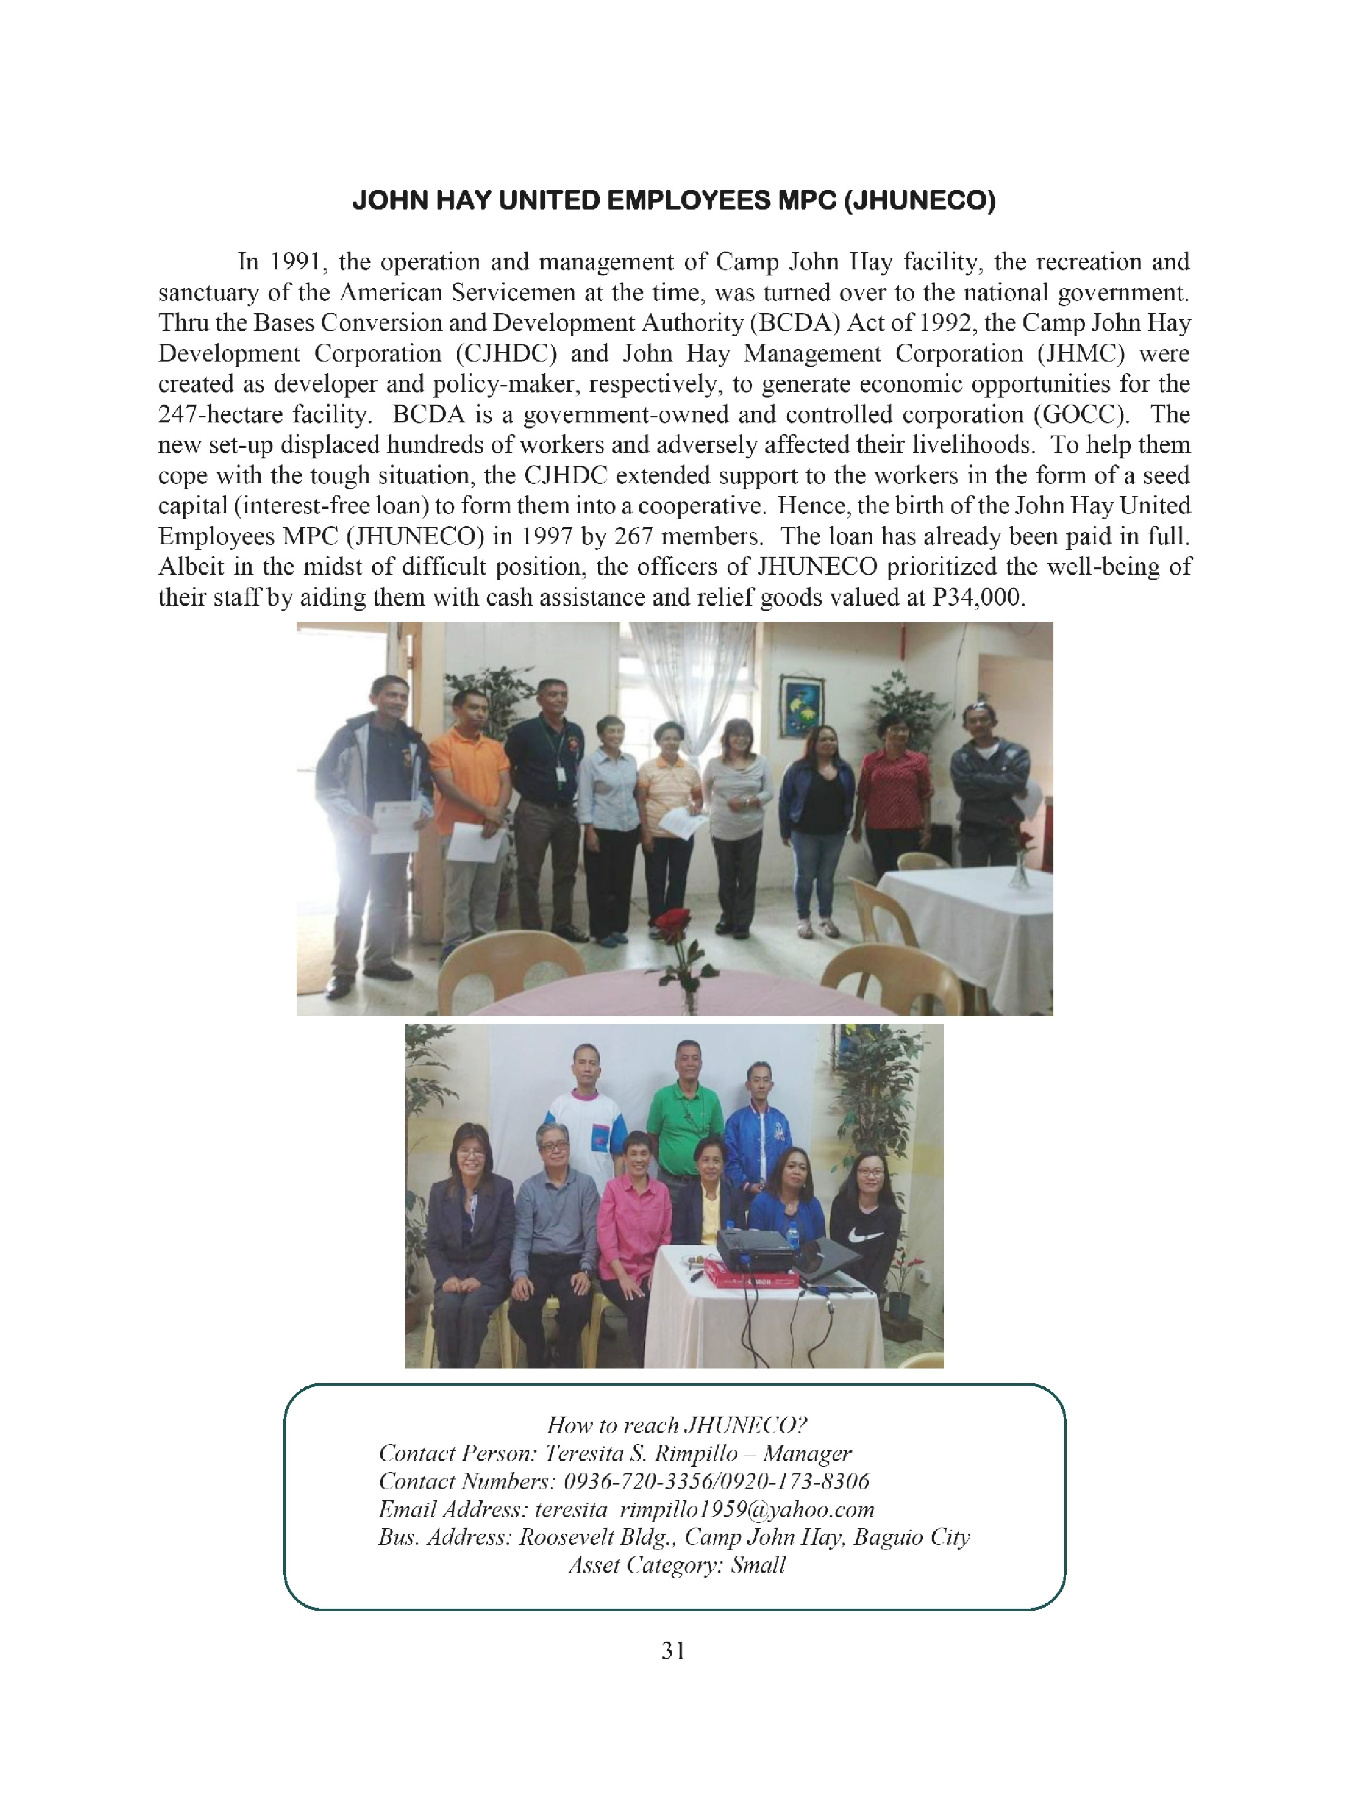 JOHN HAY UNITED EMPLOYEES MPC (JHUNECO)
In 1991, the operation and management of Camp John Hay facility, the recreation and
sanctuary of the American Servicemen at the time, was turned over to the national government.
Thru the Bases Conversion and Development Authority (BCDA) Act of 1992, the Camp John Hay
Development Corporation (CJHDC) and John Hay Management Corporation (JHMC) were
created as developer and policy-maker, respectively, to generate economic opportunities for the
247-hectare facility. BCDA is a government-owned and controlled corporation (GOCC). The
new set-up displaced hundreds of workers and adversely affected their livelihoods. To help them
cope with the tough situation, the CJHDC extended support to the workers in the form of a seed
capital (interest-free loan) to form them into a cooperative. Hence, the birth of the John Hay United
Employees MPC (JHUNECO) in 1997 by 267 members. The loan has already been paid in full.
Albeit in the midst of difficult position, the officers of JHUNECO prioritized the well-being of
their staff by aiding them with cash assistance and relief goods valued at P34,000.
How to reach JHUNECO?
Contact Person: Teresita S. Rimpillo – Manager
Contact Numbers: 0936-720-3356/0920-173-8306
Email Address: teresita_rimpillo1959@yahoo.com
Bus. Address: Roosevelt Bldg., Camp John Hay, Baguio City
Asset Category: Small
31